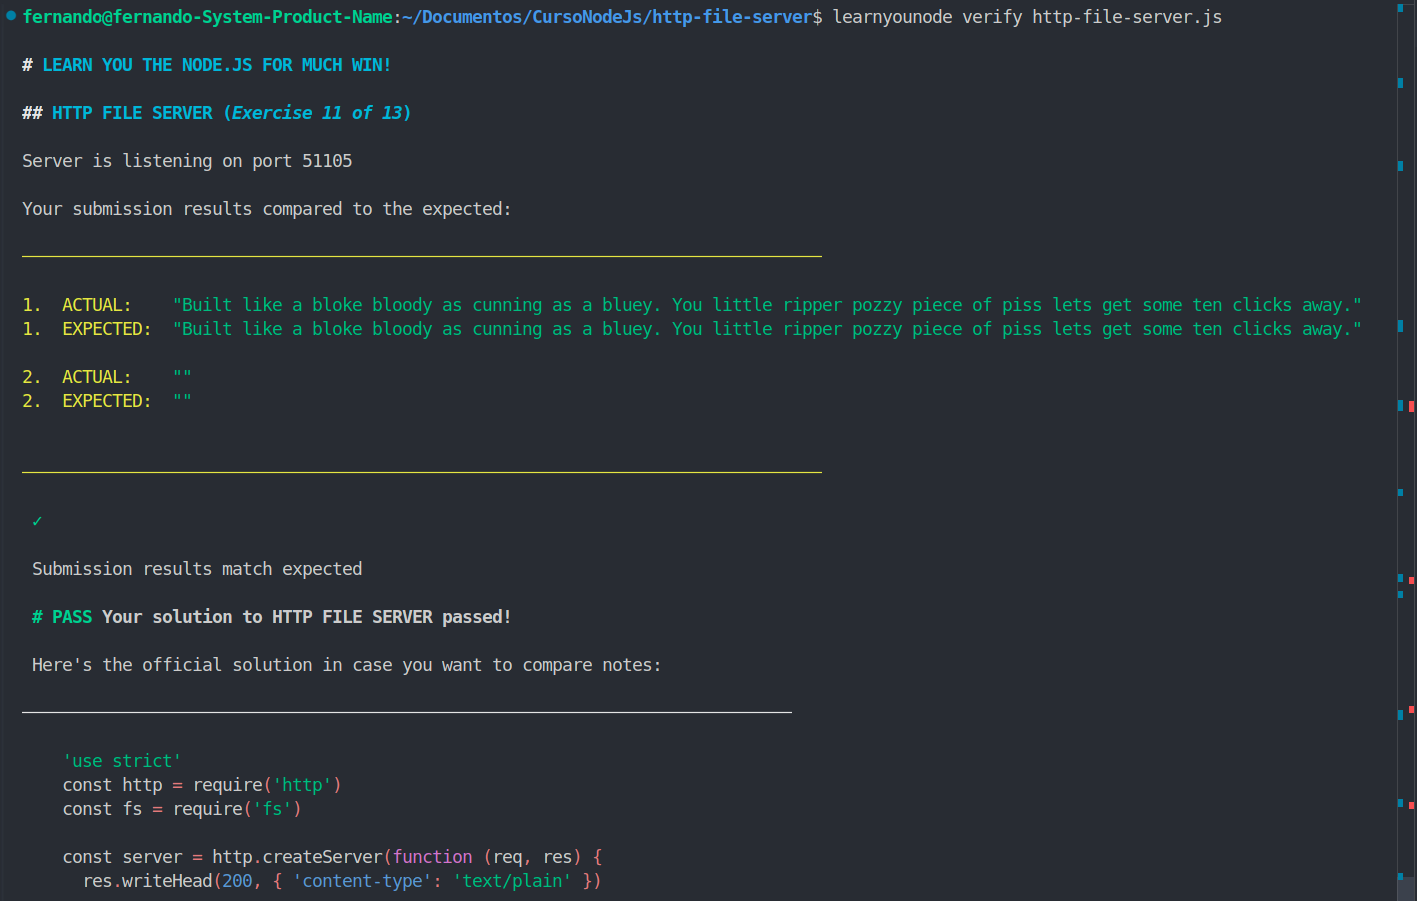 fernando@fernando-System-Product-Name:~/Documentos/CursoNodeJs/http-file-server$ learnyounode verify http-file-server.js
# LEARN YOU THE NODE.JS FOR MUCH WIN!
## HTTP FILE SERVER (Exercise 11 of 13)
Server is listening on port 51105
Your submission results compared to the expected:
1.  ACTUAL:    "Built like a bloke bloody as cunning as a bluey. You little ripper pozzy piece of piss lets get some ten clicks away."
1.  EXPECTED:  "Built like a bloke bloody as cunning as a bluey. You little ripper pozzy piece of piss lets get some ten clicks away."
2.  ACTUAL:    ""
2.  EXPECTED:  ""
✓
Submission results match expected
# PASS Your solution to HTTP FILE SERVER passed!
Here's the official solution in case you want to compare notes:
'use strict'
const http = require('http')
const fs = require('fs')
const server = http.createServer(function (req, res) {
res.writeHead(200, { 'content-type': 'text/plain' })